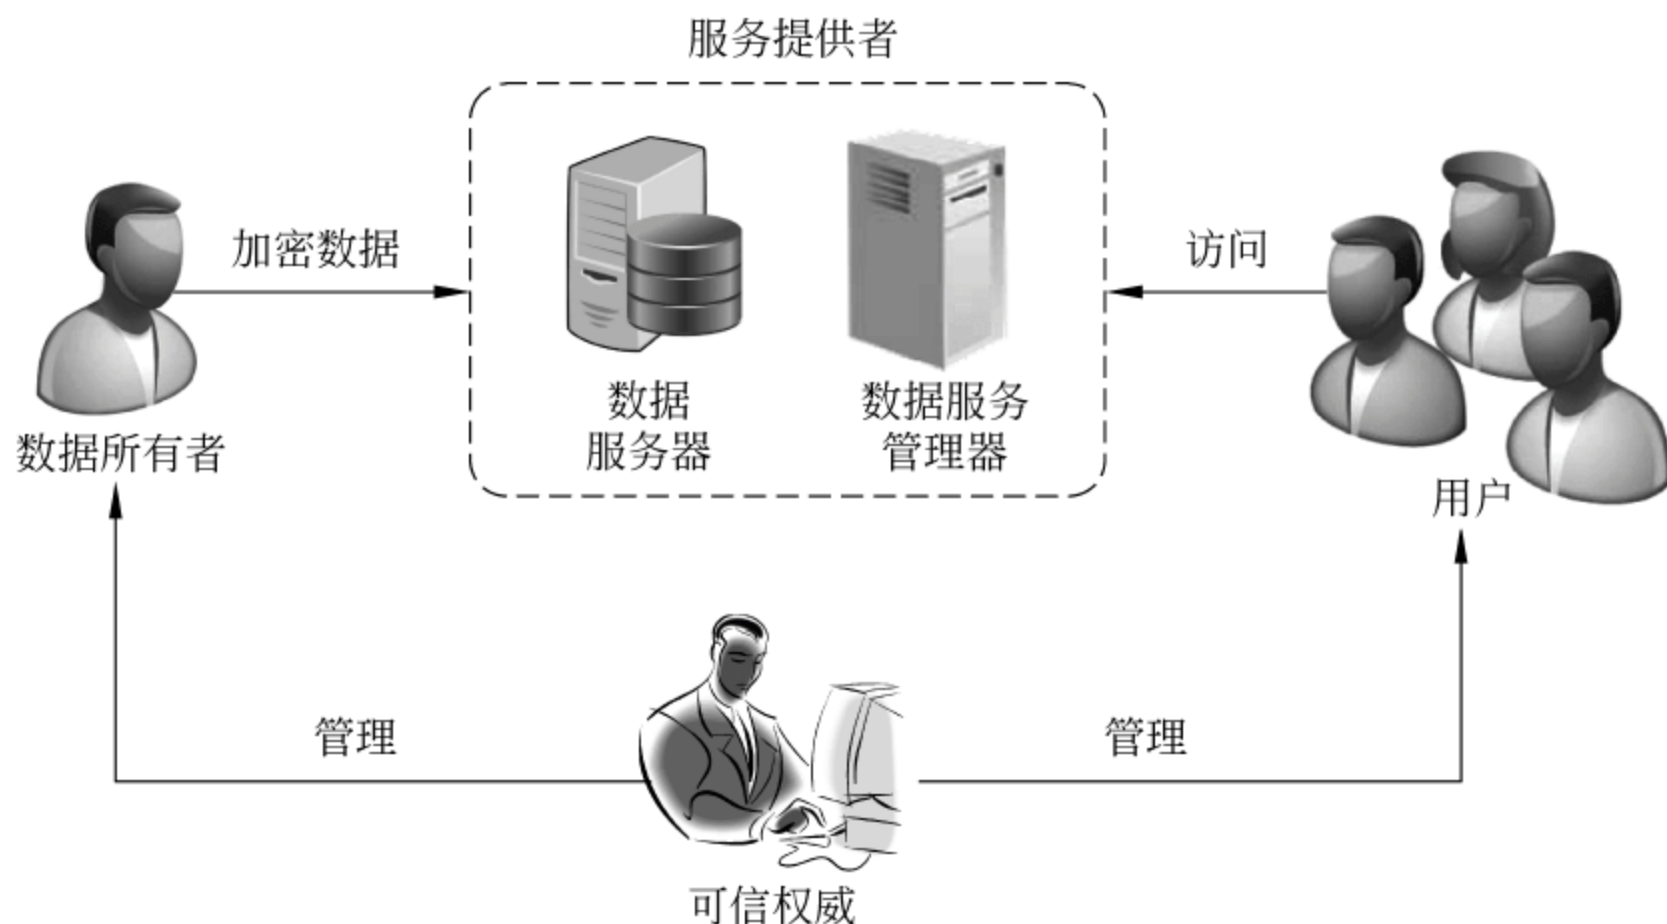 服务提供者
加密数据
访问
数据
服务器
数据服务
管理器
数据所有者
用户
管理
管理
可信权威